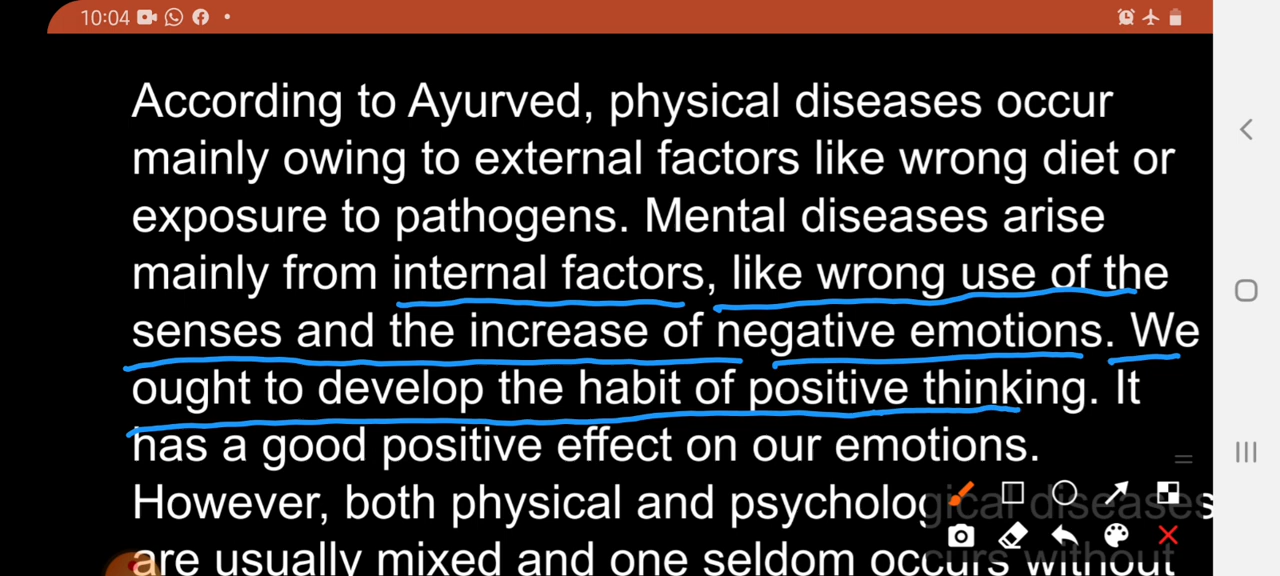 10:04
According to Ayurved, physical diseases occur
mainly owing to external factors like wrong diet or
exposure to pathogens. Mental diseases arise
mainly from internal factors, like wrong use of the
senses and the increase of negative emotions. We
ought to develop the habit of positive thinking. It
has a good positive effect on our emotions.
However, both physical and psychological diseases
are usually mixed and one seldom occurs without